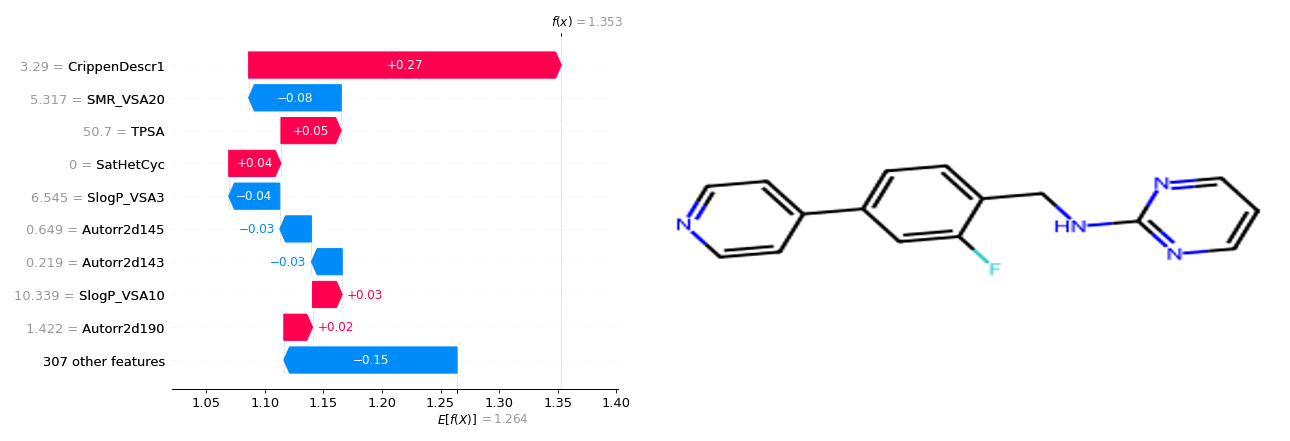 f(x) = 1.353
3.29 = CrippenDescr1
+0.27
5.317 = SMR_VSA20
−0.08
50.7 = TPSA
+0.05
0 = SatHetCyc
+0.04
6.545 = SlogP_VSA3
−0.04
0.649 = Autorr2d145
−0.03
0.219 = Autorr2d143
−0.03
10.339 = SlogP_VSA10
+0.03
1.422 = Autorr2d190
+0.02
307 other features
−0.15
1.05 1.10 1.15 1.20 1.25 1.30 1.35 1.40
E[f(X)] = 1.264
N
F
HN
N
N